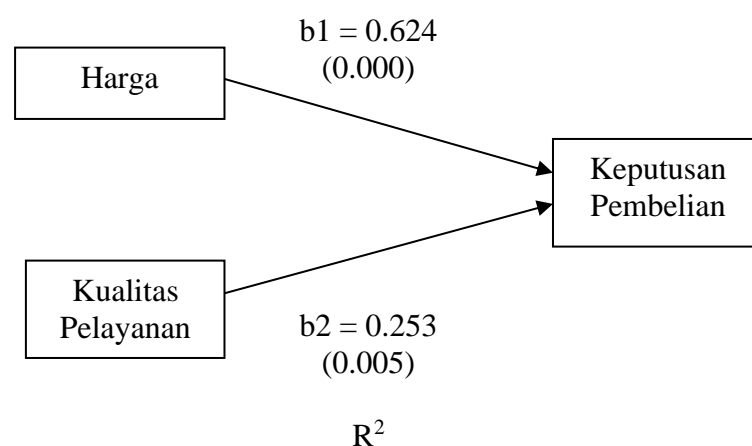 b1 = 0.624
(0.000)
Harga
Keputusan
Pembelian
Kualitas
Pelayanan
b2 = 0.253
(0.005)
R²